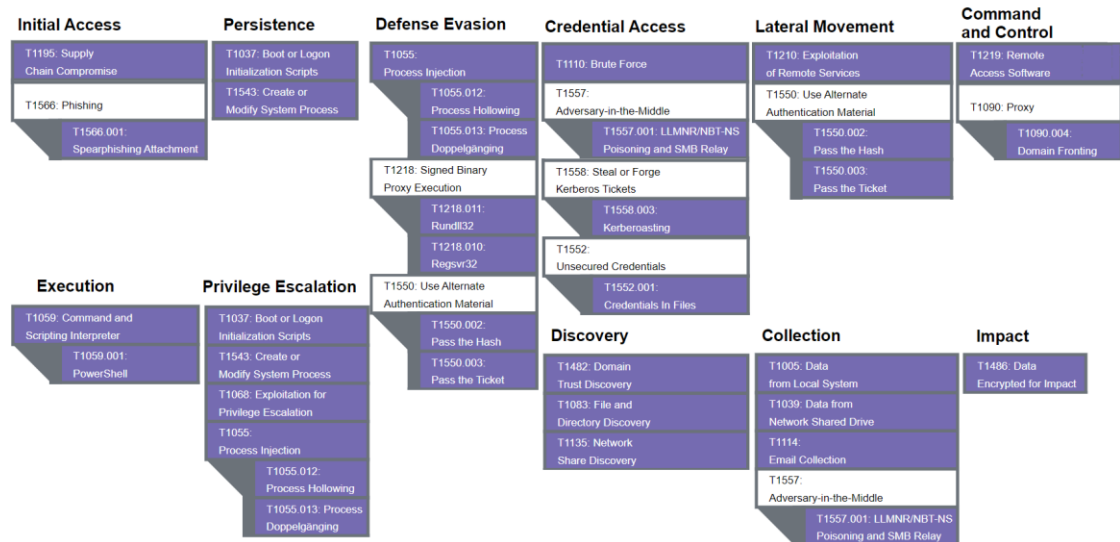 Initial Access
T1195: Supply
Chain Compromise
T1566: Phishing
T1566.001:
Spearphishing Attachment
Persistence
T1037: Boot or Logon
Initialization Scripts
T1543: Create or
Modify System Process
Defense Evasion
T1055:
Process Injection
T1055.012:
Process Hollowing
T1055.013: Process
Doppelgänging
T1218: Signed Binary
Proxy Execution
T1218.011:
Rundll32
T1218.010:
Regsvr32
T1550: Use Alternate
Authentication Material
T1550.002:
Pass the Hash
T1550.003:
Pass the Ticket
Credential Access
T1110: Brute Force
T1557:
Adversary-in-the-Middle
T1557.001: LLMNR/NBT-NS
Poisoning and SMB Relay
T1558: Steal or Forge
Kerberos Tickets
T1558.003:
Kerberoasting
T1552:
Unsecured Credentials
T1552.001:
Credentials In Files
Lateral Movement
T1210: Exploitation
of Remote Services
T1550: Use Alternate
Authentication Material
T1550.002:
Pass the Hash
T1550.003:
Pass the Ticket
Command
and Control
T1219: Remote
Access Software
T1090: Proxy
T1090.004:
Domain Fronting
Execution
T1059: Command and
Scripting Interpreter
T1059.001:
PowerShell
Privilege Escalation
T1037: Boot or Logon
Initialization Scripts
T1543: Create or
Modify System Process
T1068: Exploitation for
Privilege Escalation
T1055:
Process Injection
T1055.012:
Process Hollowing
T1055.013: Process
Doppelgänging
Discovery
T1482: Domain
Trust Discovery
T1083: File and
Directory Discovery
T1135: Network
Share Discovery
Collection
T1005: Data
from Local System
T1039: Data from
Network Shared Drive
T1114:
Email Collection
T1557:
Adversary-in-the-Middle
T1557.001: LLMNR/NBT-NS
Poisoning and SMB Relay
Impact
T1486: Data
Encrypted for Impact